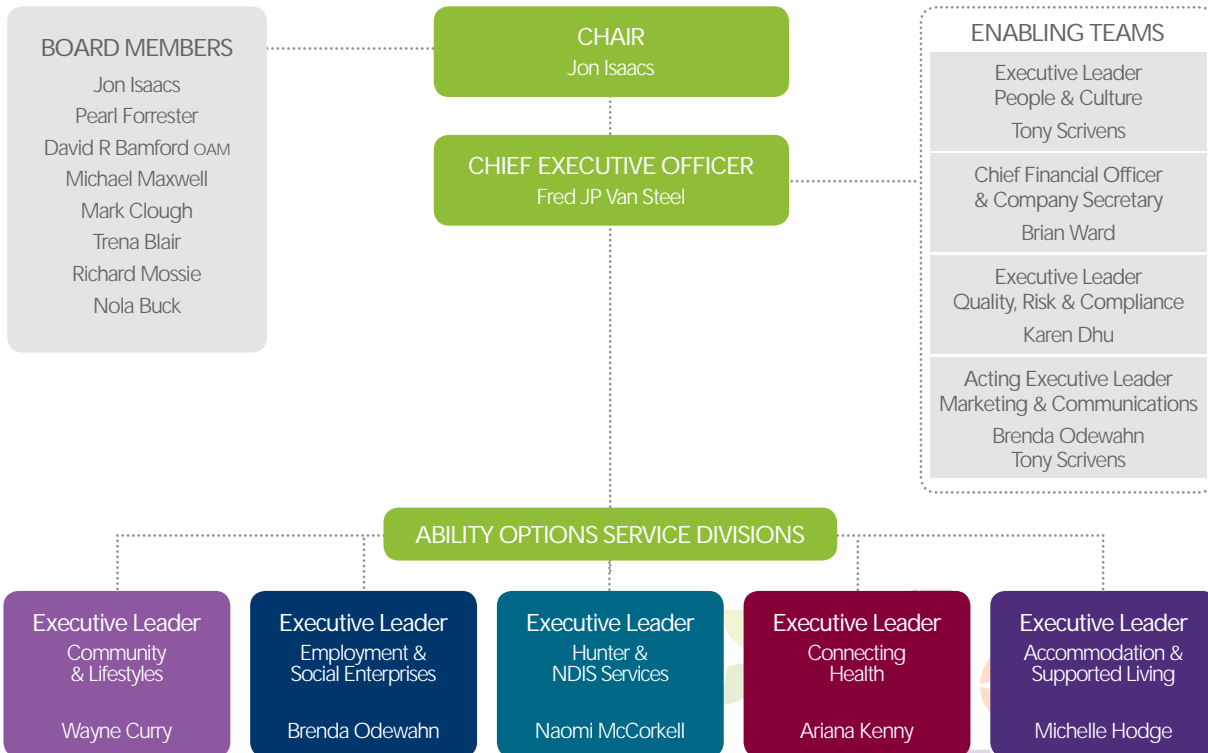 BOARD MEMBERS
Jon Isaacs
Pearl Forrester
David R Bamford OAM
Michael Maxwell
Mark Clough
Trena Blair
Richard Mossie
Nola Buck
CHAIR
Jon Isaacs
CHIEF EXECUTIVE OFFICER
Fred JP Van Steel
ENABLING TEAMS
Executive Leader
People & Culture
Tony Scrivens
Chief Financial Officer
& Company Secretary
Brian Ward
Executive Leader
Quality, Risk & Compliance
Karen Dhu
Acting Executive Leader
Marketing & Communications
Brenda Odewahn
Tony Scrivens
ABILITY OPTIONS SERVICE DIVISIONS
Executive Leader
Community
& Lifestyles
Wayne Curry
Executive Leader
Employment &
Social Enterprises
Brenda Odewahn
Executive Leader
Hunter &
NDIS Services
Naomi McCorkell
Executive Leader
Connecting
Health
Ariana Kenny
Executive Leader
Accommodation &
Supported Living
Michelle Hodge